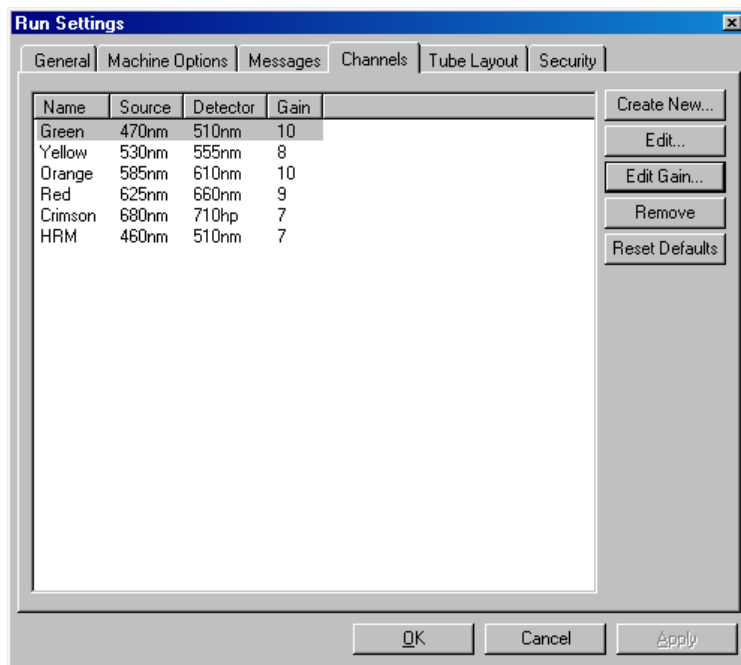 Run Settings
General Machine Options Messages Channels Tube Layout Security
Name Source Detector Gain
Green 470nm 510nm 10
Yellow 530nm 555nm 8
Orange 585nm 610nm 10
Red 625nm 660nm 9
Crimson 680nm 710hp 7
HRM 460nm 510nm 7
Create New...
Edit...
Edit Gain...
Remove
Reset Defaults
OK Cancel Apply